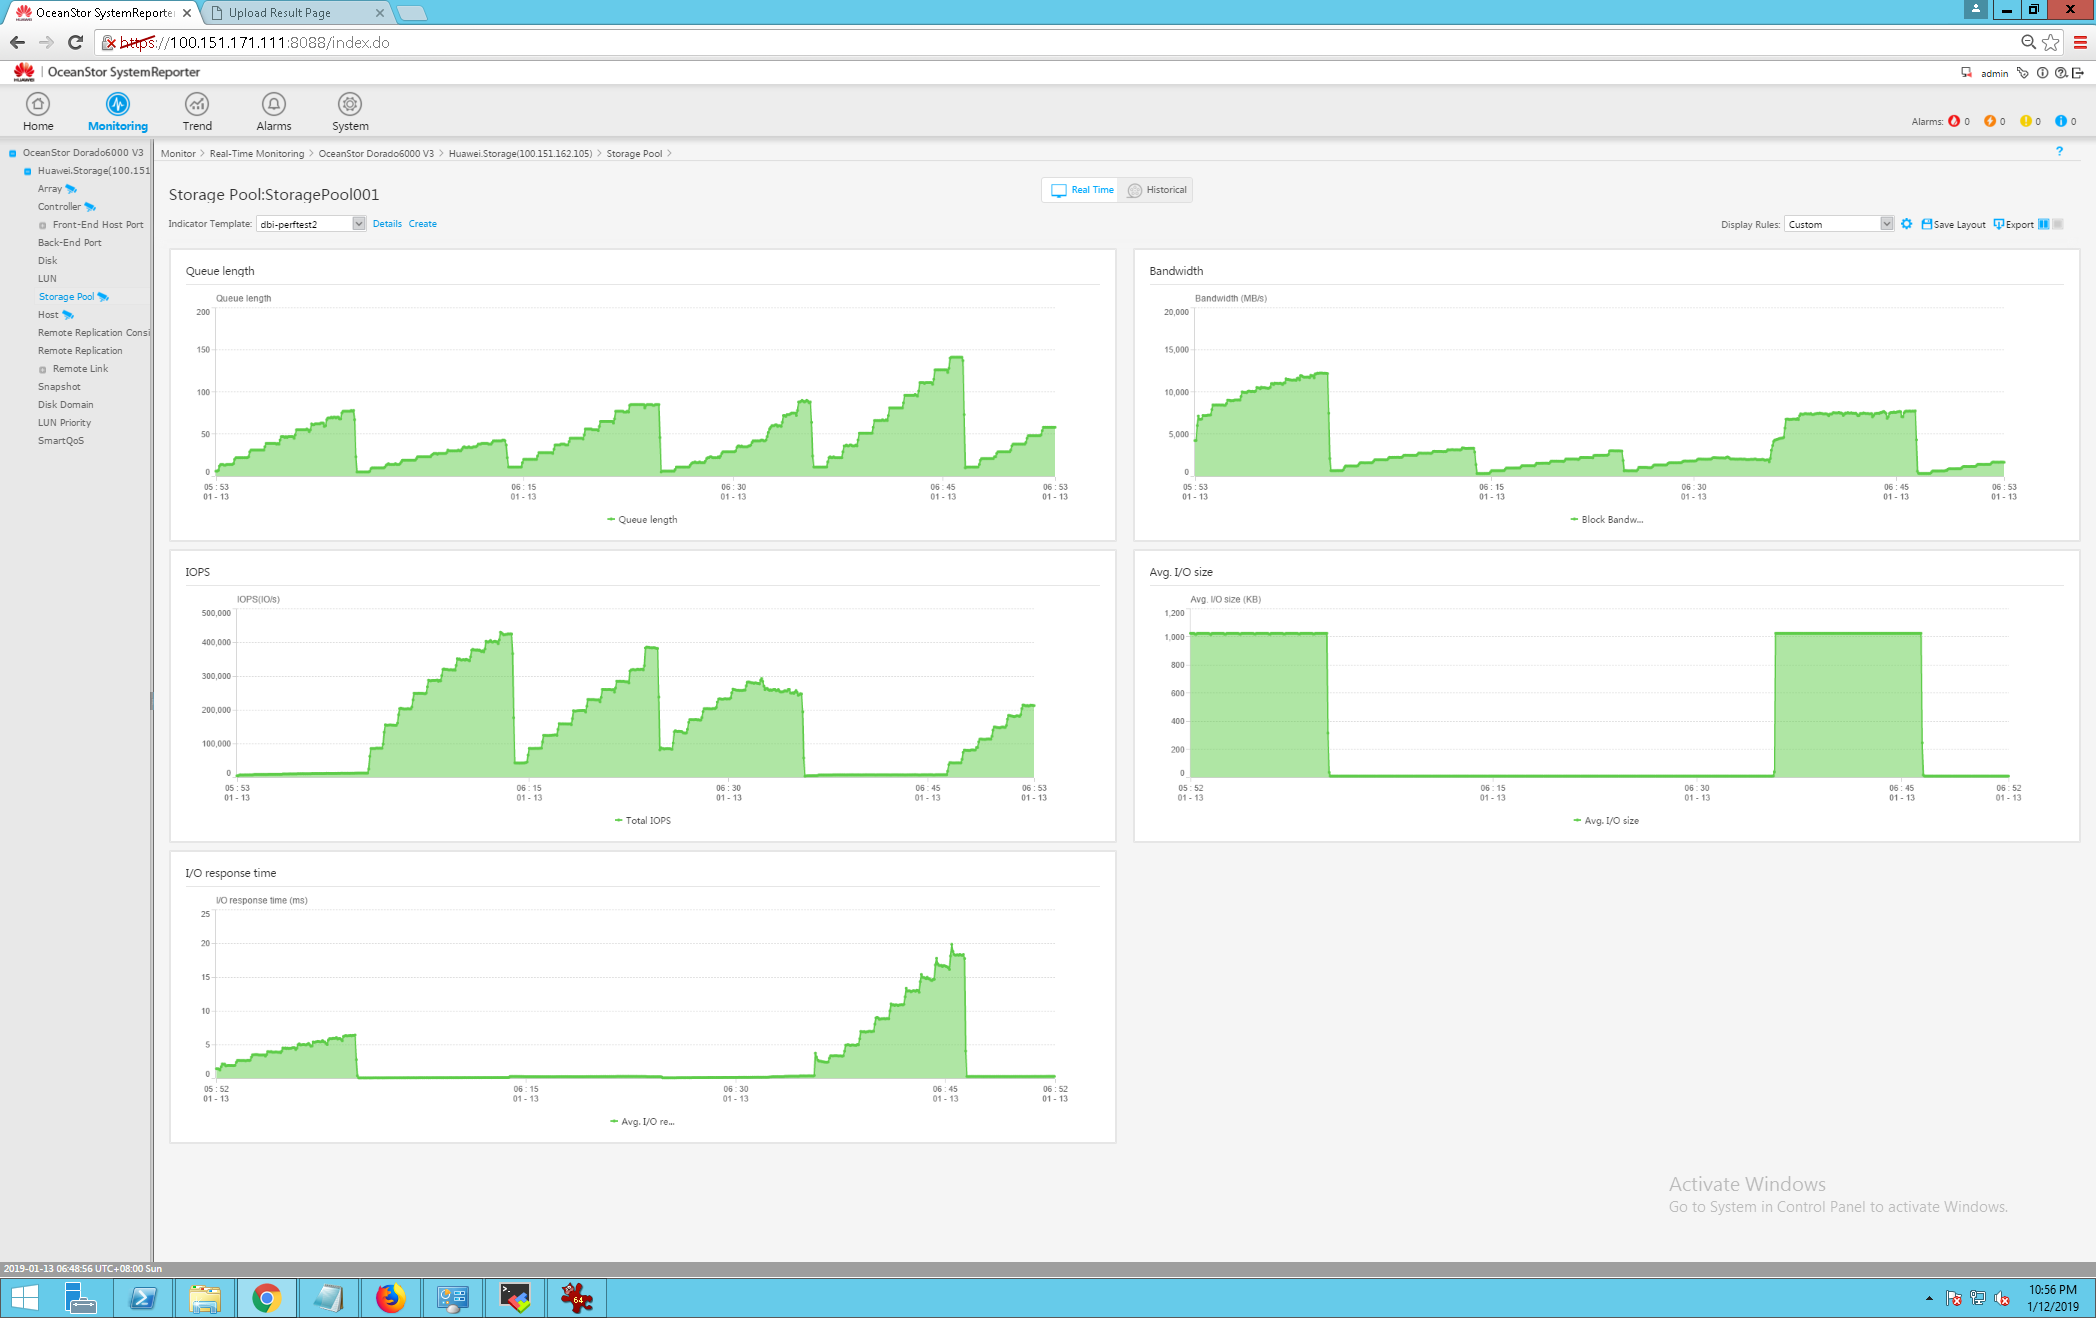 OceanStor SystemReporte
Upload Result Page
https://100.151.171.111:8088/index.do
HUAWEI | OceanStor SystemReporter
admin
Home
Monitoring
Trend
Alarms
System
Alarms: 0 0 0 0
OceanStor Dorado6000 V3
Huawei.Storage(100.151
Array
Controller
Front-End Host Port
Back-End Port
Disk
LUN
Storage Pool
Host
Remote Replication Consi
Remote Replication
Remote Link
Snapshot
Disk Domain
LUN Priority
SmartQoS
Monitor > Real-Time Monitoring > OceanStor Dorado6000 V3 > Huawei.Storage(100.151.162.105) > Storage Pool >
?
Storage Pool:StoragePool001
Real Time
Historical
Indicator Template: dbi-perftest2 Details Create
Display Rules: Custom Save Layout Export
Queue length
Queue length
200
150
100
50
0
05 : 53 06 : 15 06 : 30 06 : 45 06 : 53
01 - 13 01 - 13 01 - 13 01 - 13 01 - 13
Queue length
Bandwidth
Bandwidth (MB/s)
20,000
15,000
10,000
5,000
0
05 : 53 06 : 15 06 : 30 06 : 45 06 : 53
01 - 13 01 - 13 01 - 13 01 - 13 01 - 13
Block Bandw...
IOPS
IOPS(IO/s)
500,000
400,000
300,000
200,000
100,000
0
05 : 53 06 : 15 06 : 30 06 : 45 06 : 53
01 - 13 01 - 13 01 - 13 01 - 13 01 - 13
Total IOPS
Avg. I/O size
Avg. I/O size (KB)
1,200
1,000
800
600
400
200
0
05 : 52 06 : 15 06 : 30 06 : 45 06 : 52
01 - 13 01 - 13 01 - 13 01 - 13 01 - 13
Avg. I/O size
I/O response time
I/O response time (ms)
25
20
15
10
5
0
05 : 52 06 : 15 06 : 30 06 : 45 06 : 52
01 - 13 01 - 13 01 - 13 01 - 13 01 - 13
Avg. I/O re...
Activate Windows
Go to System in Control Panel to activate Windows.
2019-01-13 06:48:56 UTC+08:00 Sun
64
10:56 PM
1/12/2019